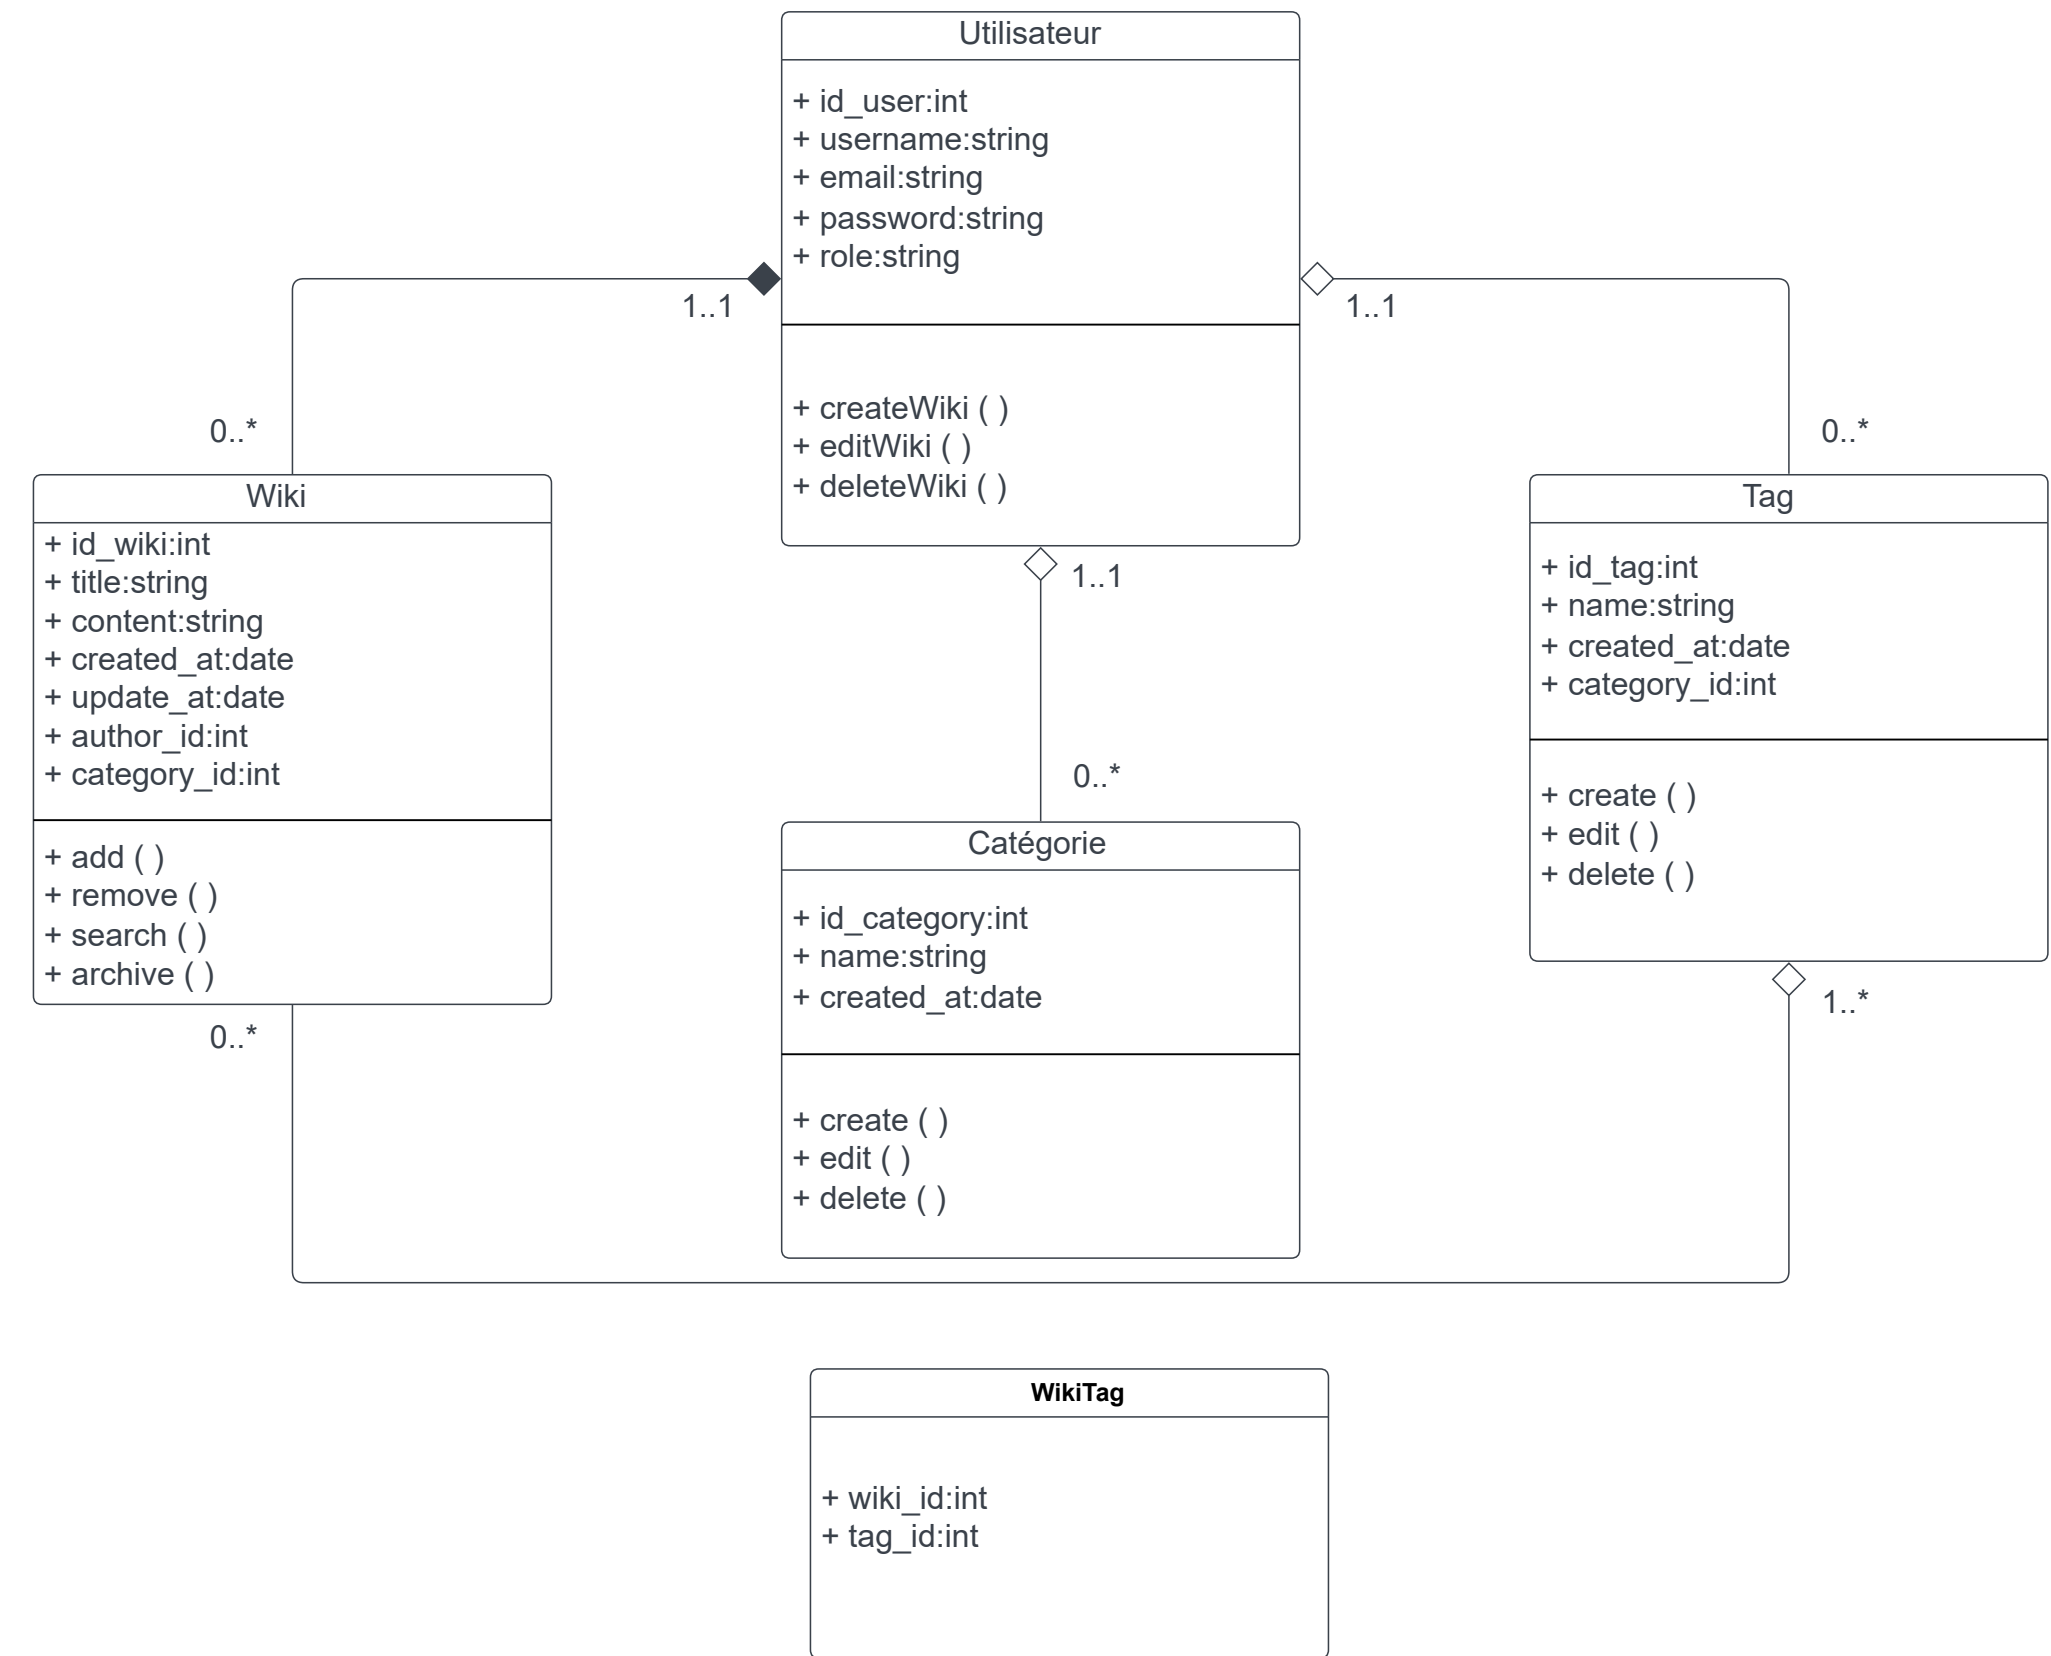 Utilisateur
+ id_user:int
+ username:string
+ email:string
+ password:string
+ role:string
+ createWiki ( )
+ editWiki ( )
+ deleteWiki ( )
1..1
1..1
1..1
0..*
0..*
0..*
Wiki
+ id_wiki:int
+ title:string
+ content:string
+ created_at:date
+ update_at:date
+ author_id:int
+ category_id:int
+ add ( )
+ remove ( )
+ search ( )
+ archive ( )
0..*
Catégorie
+ id_category:int
+ name:string
+ created_at:date
+ create ( )
+ edit ( )
+ delete ( )
Tag
+ id_tag:int
+ name:string
+ created_at:date
+ category_id:int
+ create ( )
+ edit ( )
+ delete ( )
1..*
WikiTag
+ wiki_id:int
+ tag_id:int